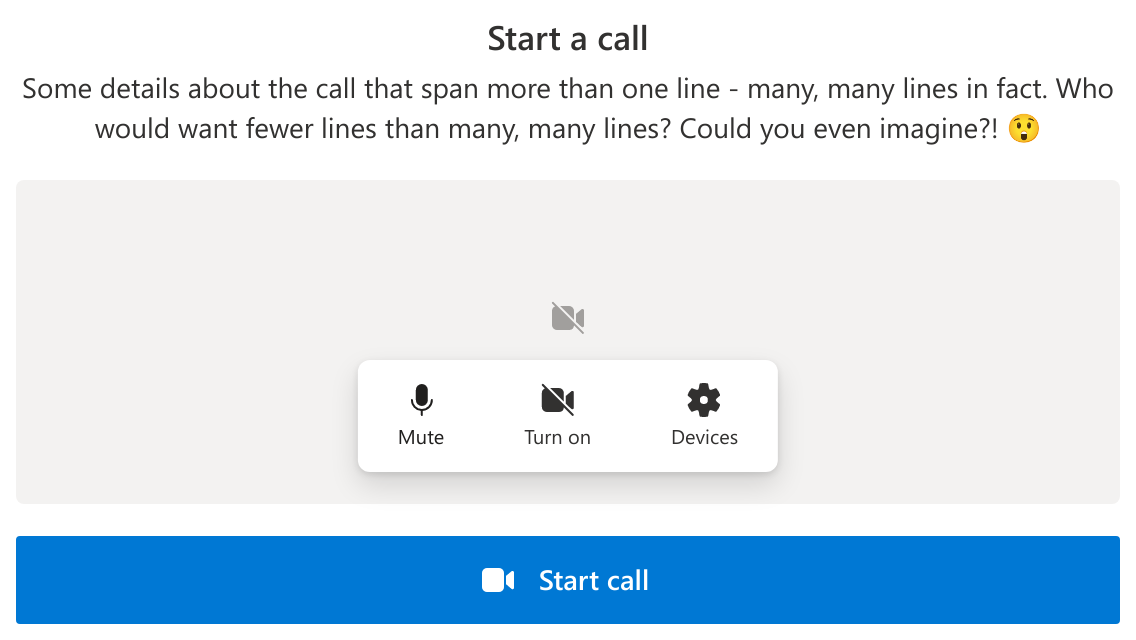 Start a call
Some details about the call that span more than one line - many, many lines in fact. Who
would want fewer lines than many, many lines? Could you even imagine?! 😲
Mute
Turn on
Devices
Start call